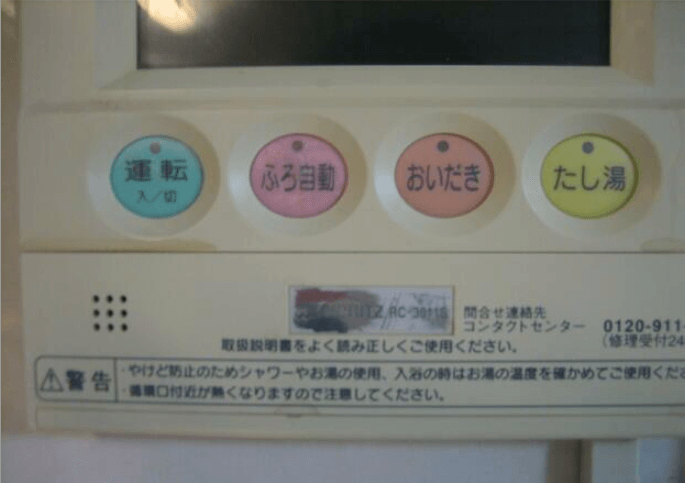 運転
入／切
ふろ自動
おいだき
たし湯
RC-3011S
問合せ連絡先
コンタクトセンター 0120-911
(修理受付24
取扱説明書をよく読み正しくご使用ください。
⚠警告
・やけど防止のためシャワーやお湯の使用、入浴の時はお湯の温度を確かめてご使用くださ
・循環口付近が熱くなりますので注意してください。